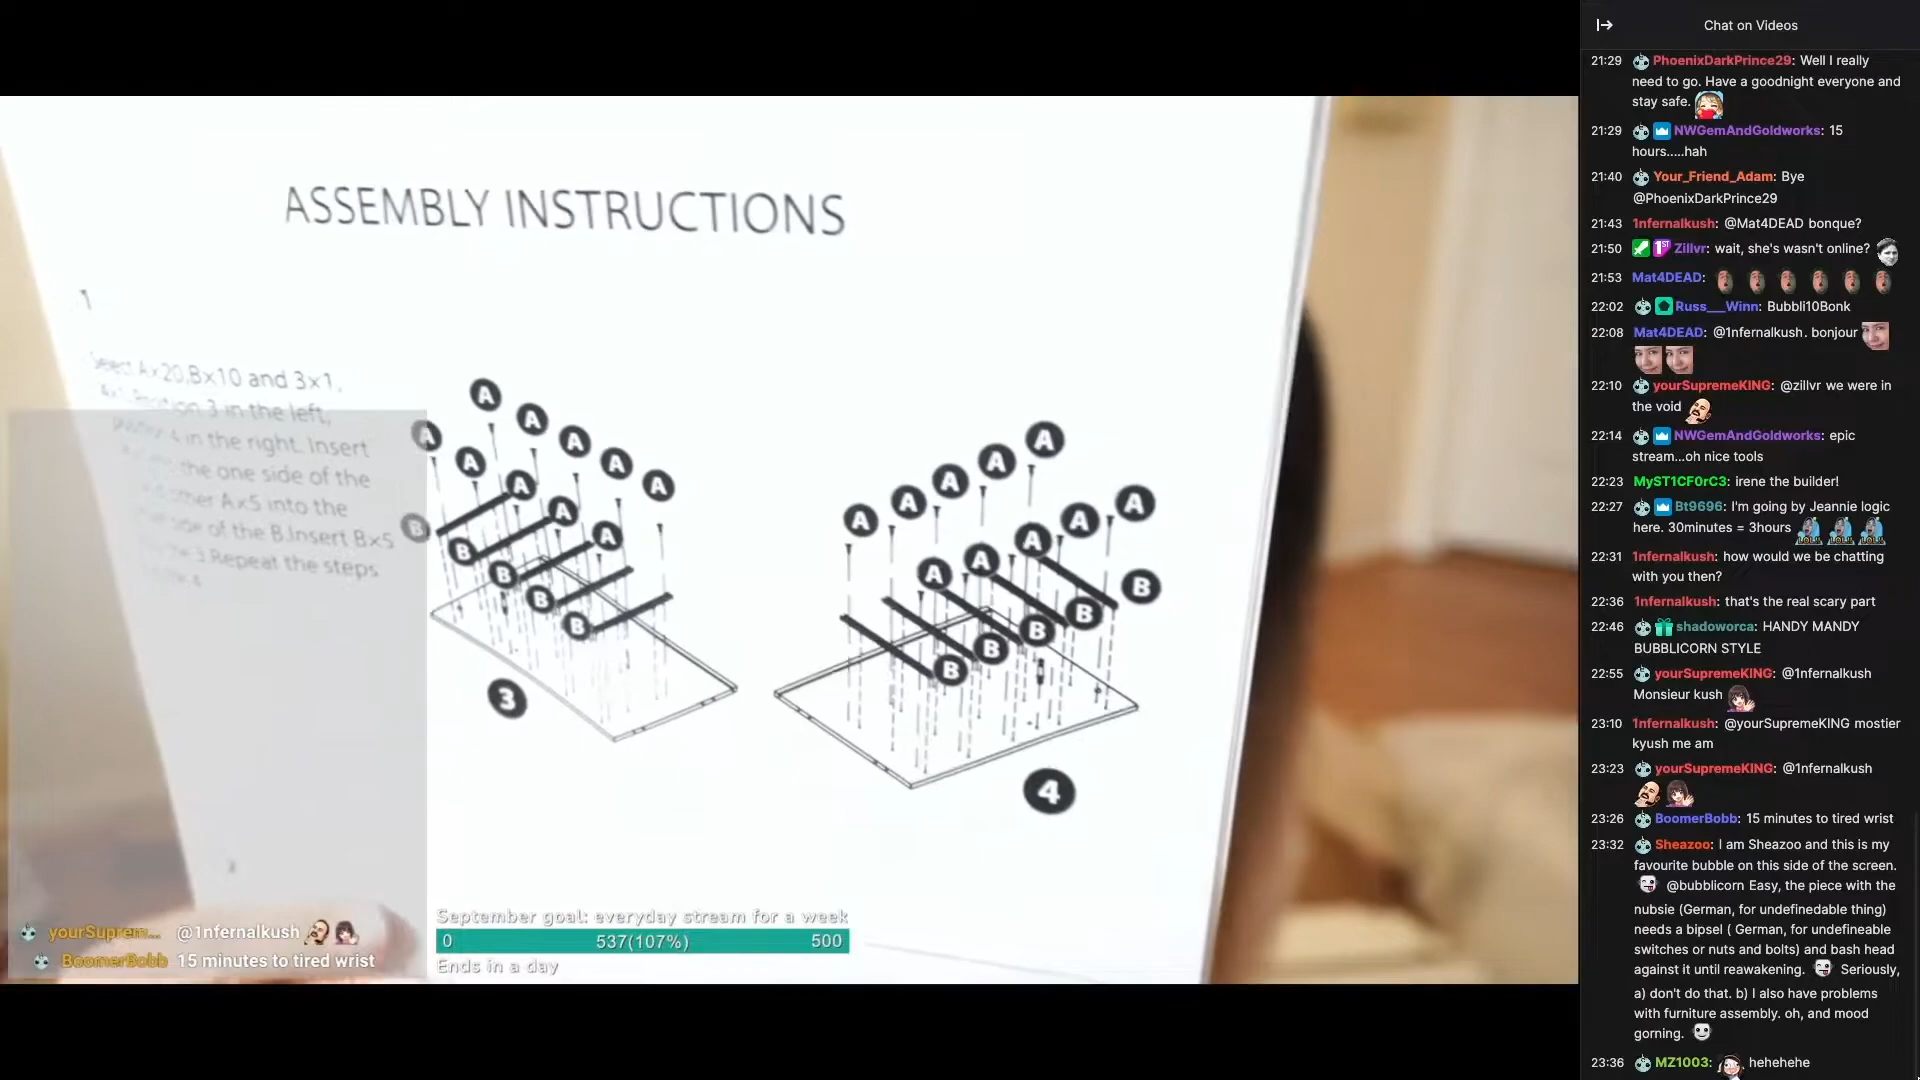 ASSEMBLY INSTRUCTIONS
1
Select A×20,B×10 and 3×1,
3 in the left,
in the right. Insert
the one side of the
A×5 into the
side of the B.Insert B×5
3.Repeat the steps
A
A
A
A
A
A
A
A
A
A
B
B
B
B
B
3
A
A
A
A
A
A
A
A
A
A
B
B
B
B
B
4
yourSuprem... @1nfernalkush
BoomerBobb 15 minutes to tired wrist
September goal: everyday stream for a week
0 537(107%) 500
Ends in a day
Chat on Videos
21:29 PhoenixDarkPrince29: Well I really
need to go. Have a goodnight everyone and
stay safe.
21:29 NWGemAndGoldworks: 15
hours.....hah
21:40 Your_Friend_Adam: Bye
@PhoenixDarkPrince29
21:43 1nfernalkush: @Mat4DEAD bonque?
21:50 1ST Zillvr: wait, she's wasn't online?
21:53 Mat4DEAD:
22:02 Russ__Winn: Bubbli10Bonk
22:08 Mat4DEAD: @1nfernalkush. bonjour
22:10 yourSupremeKING: @zillvr we were in
the void
22:14 NWGemAndGoldworks: epic
stream...oh nice tools
22:23 MyST1CF0rC3: irene the builder!
22:27 Bt9696: I'm going by Jeannie logic
here. 30minutes = 3hours
22:31 1nfernalkush: how would we be chatting
with you then?
22:36 1nfernalkush: that's the real scary part
22:46 shadoworca: HANDY MANDY
BUBBLICORN STYLE
22:55 yourSupremeKING: @1nfernalkush
Monsieur kush
23:10 1nfernalkush: @yourSupremeKING mostier
kyush me am
23:23 yourSupremeKING: @1nfernalkush
23:26 BoomerBobb: 15 minutes to tired wrist
23:32 Sheazoo: I am Sheazoo and this is my
favourite bubble on this side of the screen.
@bubblicorn Easy, the piece with the
nubsie (German, for undefinedable thing)
needs a bipsel ( German, for undefineable
switches or nuts and bolts) and bash head
against it until reawakening. Seriously,
a) don't do that. b) I also have problems
with furniture assembly. oh, and mood
gorning.
23:36 MZ1003: hehehehe